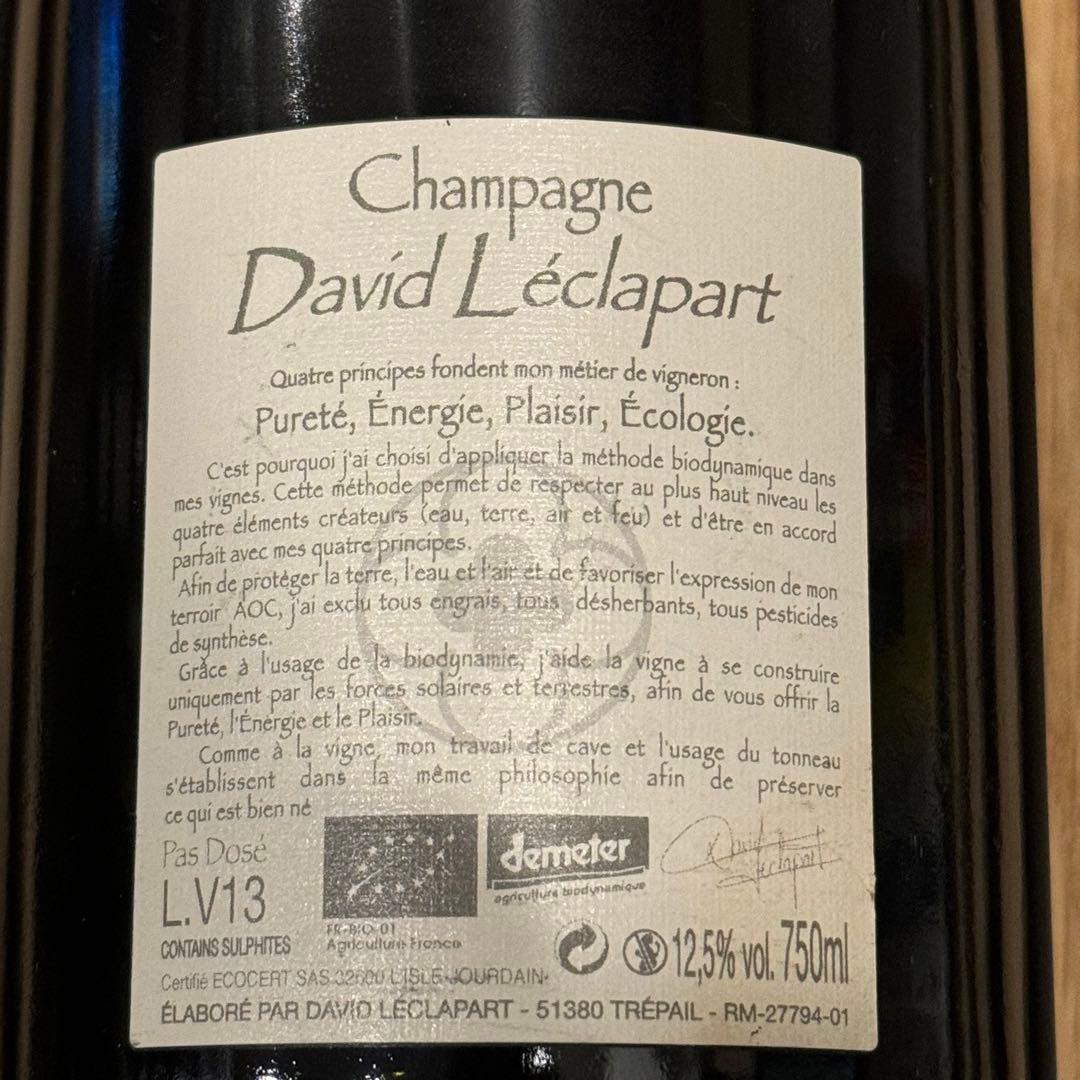 Champagne
David Léclapart
Quatre principes fondent mon métier de vigneron :
Pureté, Énergie, Plaisir, Écologie.
C'est pourquoi j'ai choisi d'appliquer la méthode biodynamique dans
mes vignes. Cette méthode permet de respecter au plus haut niveau les
quatre éléments créateurs (eau, terre, air et feu) et d'être en accord
parfait avec mes quatre principes.
Afin de protéger la terre, l'eau et l'air et de favoriser l'expression de mon
terroir AOC, j'ai exclu tous engrais, tous désherbants, tous pesticides
de synthèse.
Grâce à l'usage de la biodynamie, j'aide la vigne à se construire
uniquement par les forces solaires et terrestres, afin de vous offrir la
Pureté, l'Énergie et le Plaisir.
Comme à la vigne, mon travail de cave et l'usage du tonneau
s'établissent dans la même philosophie afin de préserver
ce qui est bien né
Pas Dosé
L.V13
CONTAINS SULPHITES
FR-BIO-01
Agriculture France
demeter
agriculture biodynamique
David Léclapart
12,5% vol. 750ml
Certifié ECOCERT SAS 32600 L'ISLE-JOURDAIN
ÉLABORÉ PAR DAVID LÉCLAPART - 51380 TRÉPAIL - RM-27794-01